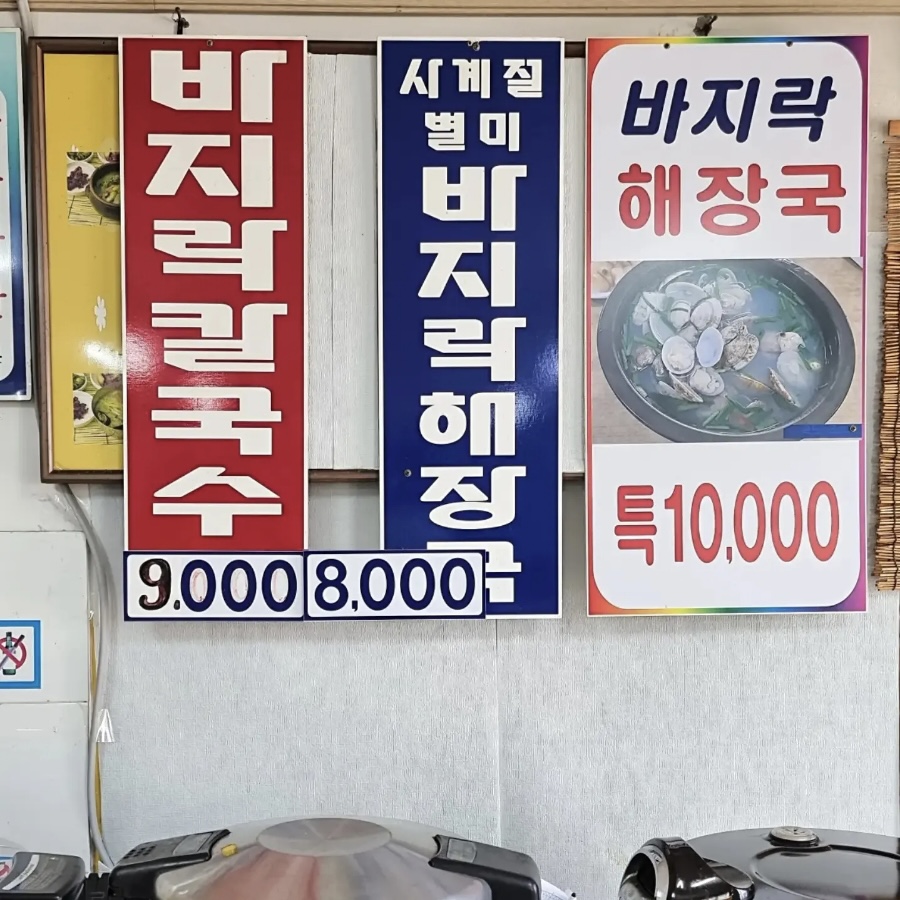 바지락칼국수
9.000
사계절
별미
바지락해장국
8,000
바지락
해장국
특10,000